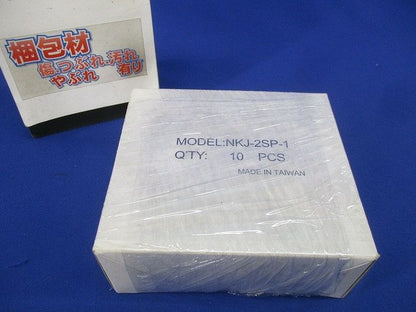 梱包材
傷、つぶれ、汚れ
やぶれ 有り
MODEL:NKJ-2SP-1
Q'TY: 10 PCS
MADE IN TAIWAN